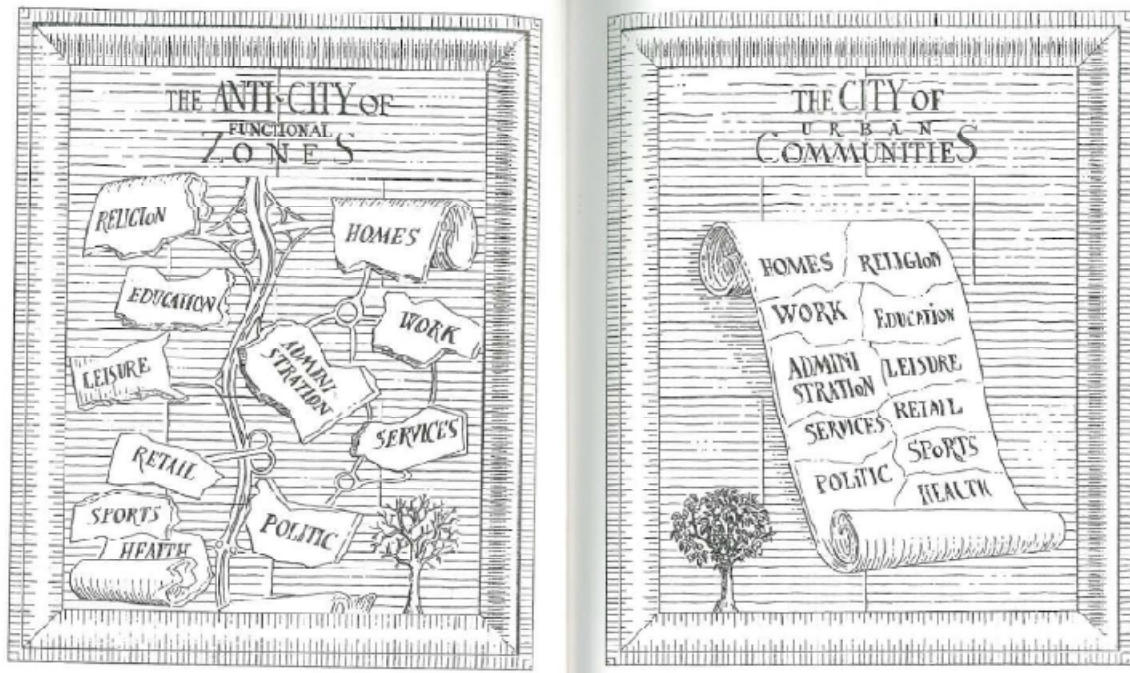 THE ANTI-CITY OF
FUNCTIONAL
ZONES
RELIGION
HOMES
EDUCATION
WORK
LEISURE
ADMINI
STRATION
SERVICES
RETAIL
SPORTS
POLITIC
HEALTH
THE CITY OF
URBAN
COMMUNITIES
HOMES RELIGION
WORK EDUCATION
ADMINI
STRATION
LEISURE
SERVICES RETAIL
POLITIC SPORTS
HEALTH